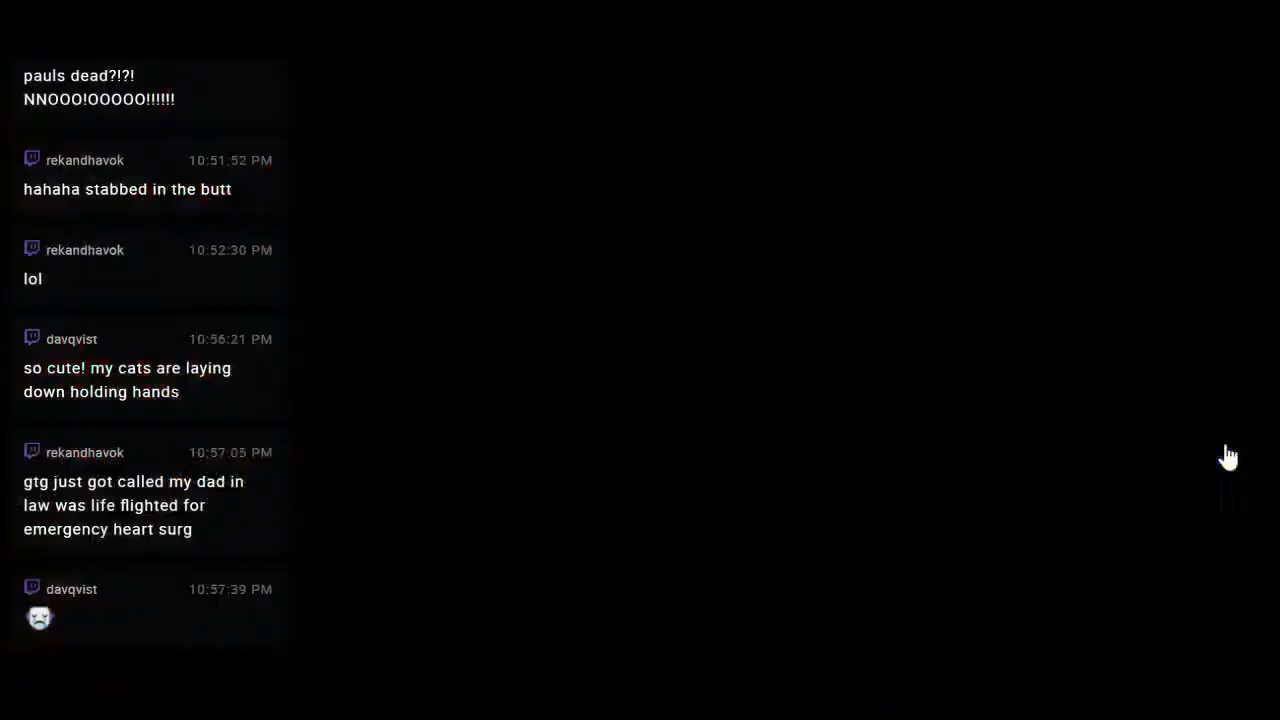 pauls dead?!?!
NNOOO!OOOOO!!!!!!
rekandhavok 10:51:52 PM
hahaha stabbed in the butt
rekandhavok 10:52:30 PM
lol
davqvist 10:56:21 PM
so cute! my cats are laying
down holding hands
rekandhavok 10:57:05 PM
gtg just got called my dad in
law was life flighted for
emergency heart surg
davqvist 10:57:39 PM